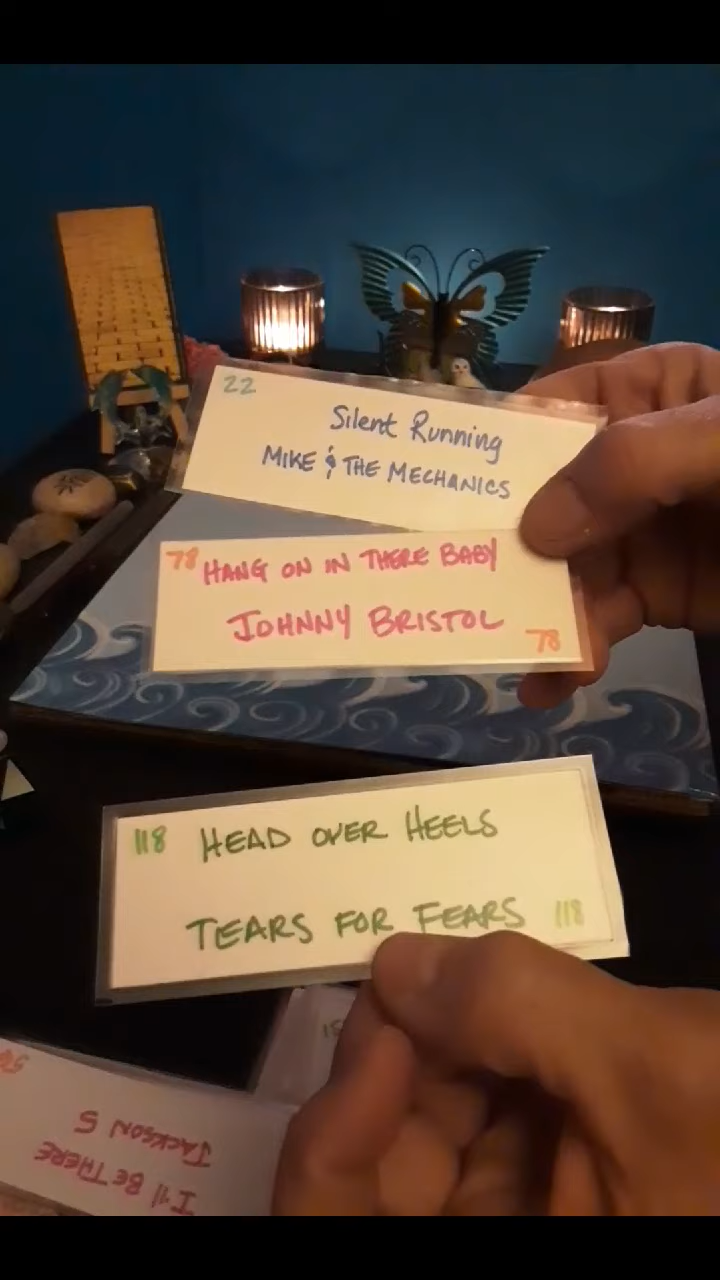 22
Silent Running
MIKE & THE MECHANICS
78 HANG ON IN THERE BABY
JOHNNY BRISTOL 78
118 HEAD OVER HEELS
TEARS FOR FEARS 118
I'll BE THERE
JACKSON 5